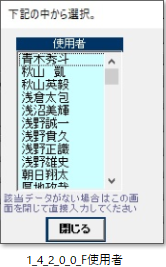 下記の中から選択。
使用者
青木秀斗
秋山　凱
秋山英毅
浅倉太包
浅沼美輝
浅野誠一
浅野貴久
浅野正識
浅野雄史
朝日翔太
該当データがない場合はこの画
面を閉じて直接入力してください
閉じる
1_4_2_0_0_F使用者